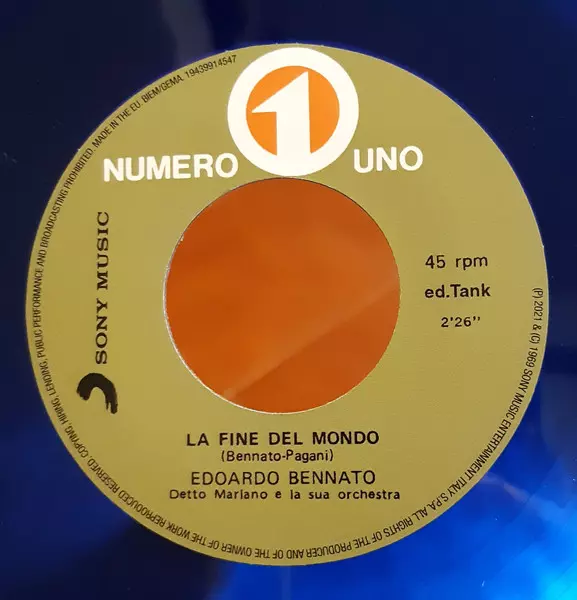 1
NUMERO UNO
SONY MUSIC
45 rpm
ed.Tank
2'26''
LA FINE DEL MONDO
(Bennato-Pagani)
EDOARDO BENNATO
Detto Mariano e la sua orchestra
(P) 2021 & (C) 1969 SONY MUSIC ENTERTAINMENT ITALY S.P.A. ALL RIGHTS OF THE PRODUCER AND OF THE OWNER OF THE WORK REPRODUCED RESERVED. COPYING, HIRING, LENDING, PUBLIC PERFORMANCE AND BROADCASTING PROHIBITED. MADE IN THE EU. BIEM/GEMA. 19439914547